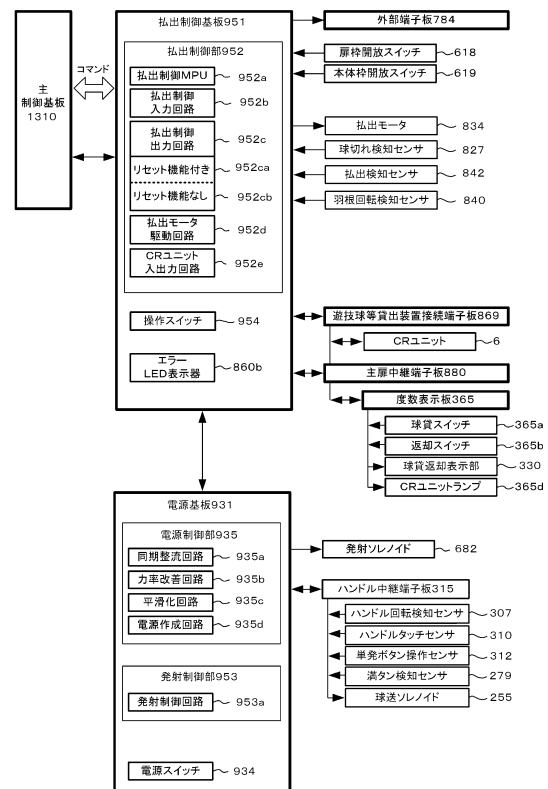 主
制御基板
1310
コマンド
払出制御基板951
払出制御部952
払出制御MPU
952a
払出制御
入力回路
952b
払出制御
出力回路
952c
リセット機能付き
952ca
リセット機能なし
952cb
払出モータ
駆動回路
952d
CRユニット
入出力回路
952e
操作スイッチ
954
エラー
LED表示器
860b
外部端子板784
扉枠開放スイッチ
618
本体枠開放スイッチ
619
払出モータ
834
球切れ検知センサ
827
払出検知センサ
842
羽根回転検知センサ
840
遊技球等貸出装置接続端子板869
CRユニット
6
主扉中継端子板880
度数表示板365
球貸スイッチ
365a
返却スイッチ
365b
球貸返却表示部
330
CRユニットランプ
365d
電源基板931
電源制御部935
同期整流回路
935a
力率改善回路
935b
平滑化回路
935c
電源作成回路
935d
発射制御部953
発射制御回路
953a
電源スイッチ
934
発射ソレノイド
682
ハンドル中継端子板315
ハンドル回転検知センサ
307
ハンドルタッチセンサ
310
単発ボタン操作センサ
312
満タン検知センサ
279
球送ソレノイド
255